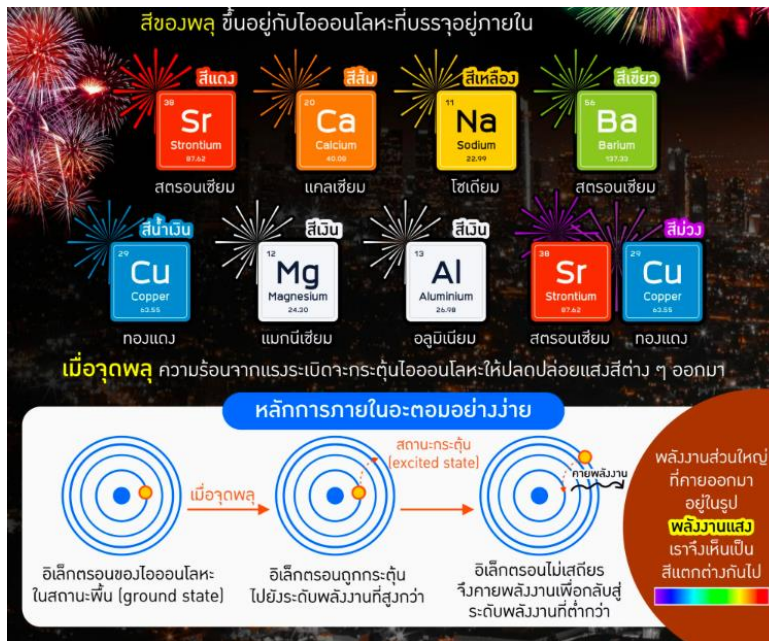 สีของพลุ ขึ้นอยู่กับไอออนโลหะที่บรรจุอยู่ภายใน
สีแดง
38
Sr
Strontium
87.62
สตรอนเซียม
สีส้ม
20
Ca
Calcium
40.08
แคลเซียม
สีเหลือง
11
Na
Sodium
22.99
โซเดียม
สีเขียว
56
Ba
Barium
137.33
สตรอนเซียม
สีน้ำเงิน
29
Cu
Copper
63.55
ทองแดง
สีเงิน
12
Mg
Magnesium
24.30
แมกนีเซียม
สีเงิน
13
Al
Aluminium
26.98
อลูมิเนียม
สีม่วง
38
Sr
Strontium
87.62
สตรอนเซียม
29
Cu
Copper
63.55
ทองแดง
เมื่อจุดพลุ ความร้อนจากแรงระเบิดจะกระตุ้นไอออนโลหะให้ปลดปล่อยแสงสีต่าง ๆ ออกมา
หลักการภายในอะตอมอย่างง่าย
เมื่อจุดพลุ
สถานะกระตุ้น
(excited state)
คายพลังงาน
อิเล็กตรอนของไอออนโลหะ
ในสถานะพื้น (ground state)
อิเล็กตรอนถูกกระตุ้น
ไปยังระดับพลังงานที่สูงกว่า
อิเล็กตรอนไม่เสถียร
จึงคายพลังงานเพื่อกลับสู่
ระดับพลังงานที่ต่ำกว่า
พลังงานส่วนใหญ่
ที่คายออกมา
อยู่ในรูป
พลังงานแสง
เราจึงเห็นเป็น
สีแตกต่างกันไป